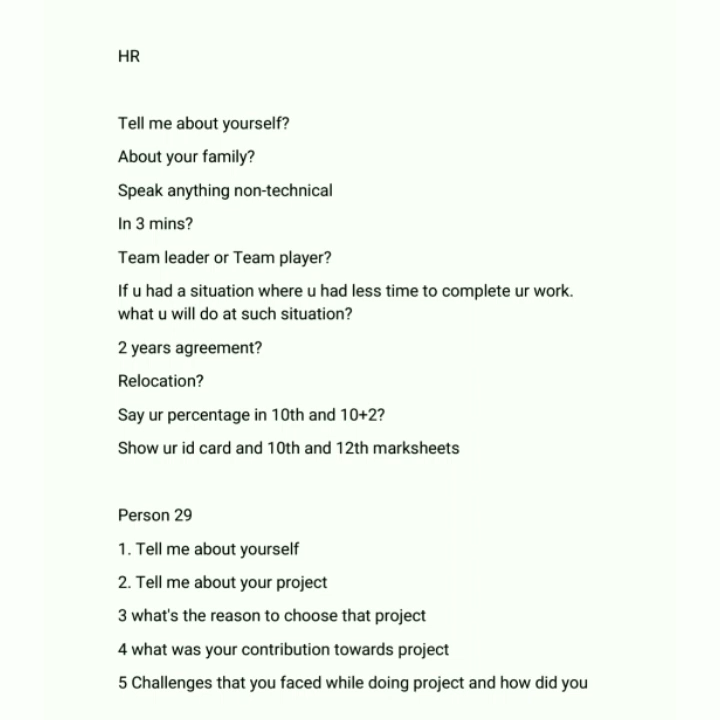 HR
Tell me about yourself?
About your family?
Speak anything non-technical
In 3 mins?
Team leader or Team player?
If u had a situation where u had less time to complete ur work.
what u will do at such situation?
2 years agreement?
Relocation?
Say ur percentage in 10th and 10+2?
Show ur id card and 10th and 12th marksheets
Person 29
1. Tell me about yourself
2. Tell me about your project
3 what's the reason to choose that project
4 what was your contribution towards project
5 Challenges that you faced while doing project and how did you